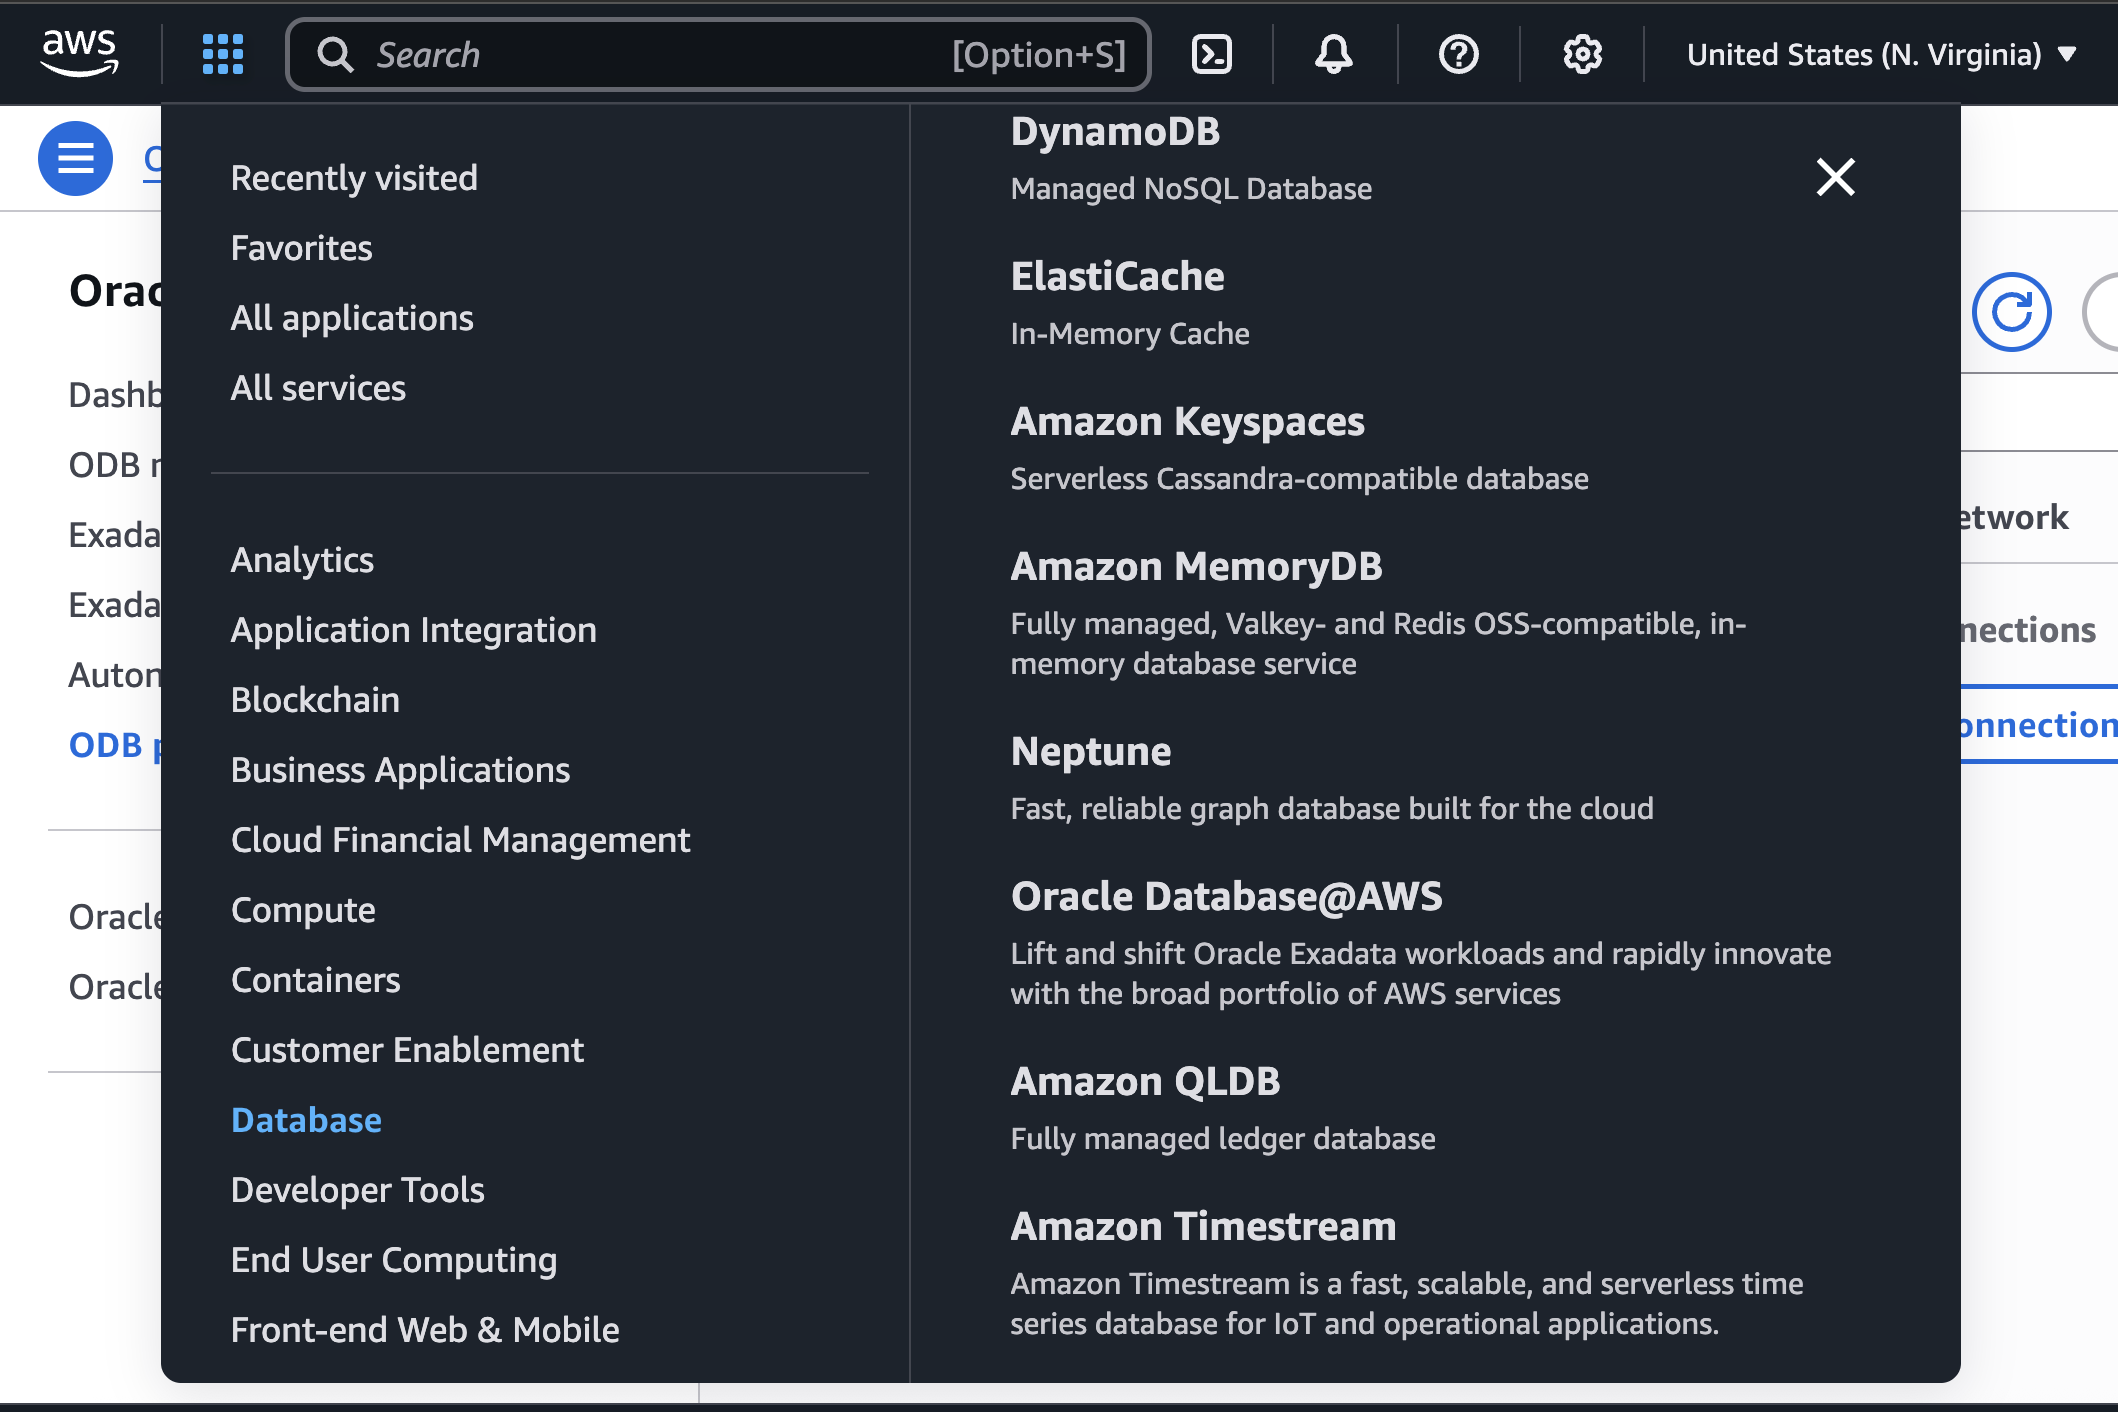 aws
Search
[Option+S]
United States (N. Virginia)
Recently visited
Favorites
All applications
All services
Analytics
Application Integration
Blockchain
Business Applications
Cloud Financial Management
Compute
Containers
Customer Enablement
Database
Developer Tools
End User Computing
Front-end Web & Mobile
DynamoDB
Managed NoSQL Database
ElastiCache
In-Memory Cache
Amazon Keyspaces
Serverless Cassandra-compatible database
Amazon MemoryDB
Fully managed, Valkey- and Redis OSS-compatible, in-
memory database service
Neptune
Fast, reliable graph database built for the cloud
Oracle Database@AWS
Lift and shift Oracle Exadata workloads and rapidly innovate
with the broad portfolio of AWS services
Amazon QLDB
Fully managed ledger database
Amazon Timestream
Amazon Timestream is a fast, scalable, and serverless time
series database for IoT and operational applications.
Orac
Dashb
ODB
Exada
Exada
Auton
ODB p
Oracle
Oracle
etwork
nections
onnection